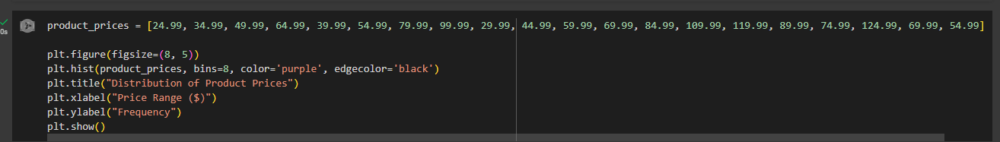 product_prices = [24.99, 34.99, 49.99, 64.99, 39.99, 54.99, 79.99, 99.99, 29.99, 44.99, 59.99, 69.99, 84.99, 109.99, 119.99, 89.99, 74.99, 124.99, 69.99, 54.99]
0s
plt.figure(figsize=(8, 5))
plt.hist(product_prices, bins=8, color='purple', edgecolor='black')
plt.title("Distribution of Product Prices")
plt.xlabel("Price Range ($)")
plt.ylabel("Frequency")
plt.show()